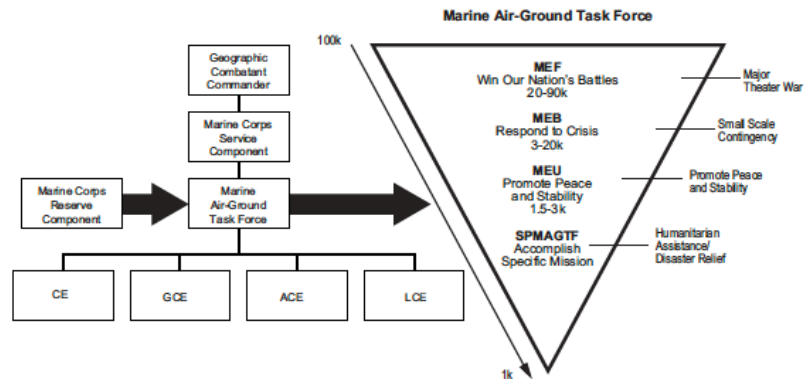 Marine Air-Ground Task Force
100k
Geographic
Combatant
Commander
Marine Corps
Service
Component
Marine Corps
Reserve
Component
Marine
Air-Ground
Task Force
CE
GCE
ACE
LCE
MEF
Win Our Nation's Battles
20-90k
Major
Theater War
MEB
Respond to Crisis
3-20k
Small Scale
Contingency
MEU
Promote Peace
and Stability
1.5-3k
Promote Peace
and Stability
SPMAGTF
Accomplish
Specific Mission
Humanitarian
Assistance/
Disaster Relief
1k